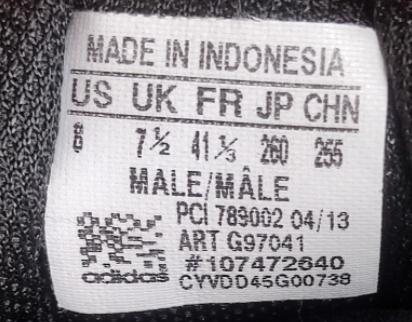 MADE IN INDONESIA
US UK FR JP CHN
8 7½ 41⅓ 260 255
MALE/MÂLE
PCI 789002 04/13
ART G97041
#107472640
adidas CYVDD45G00738